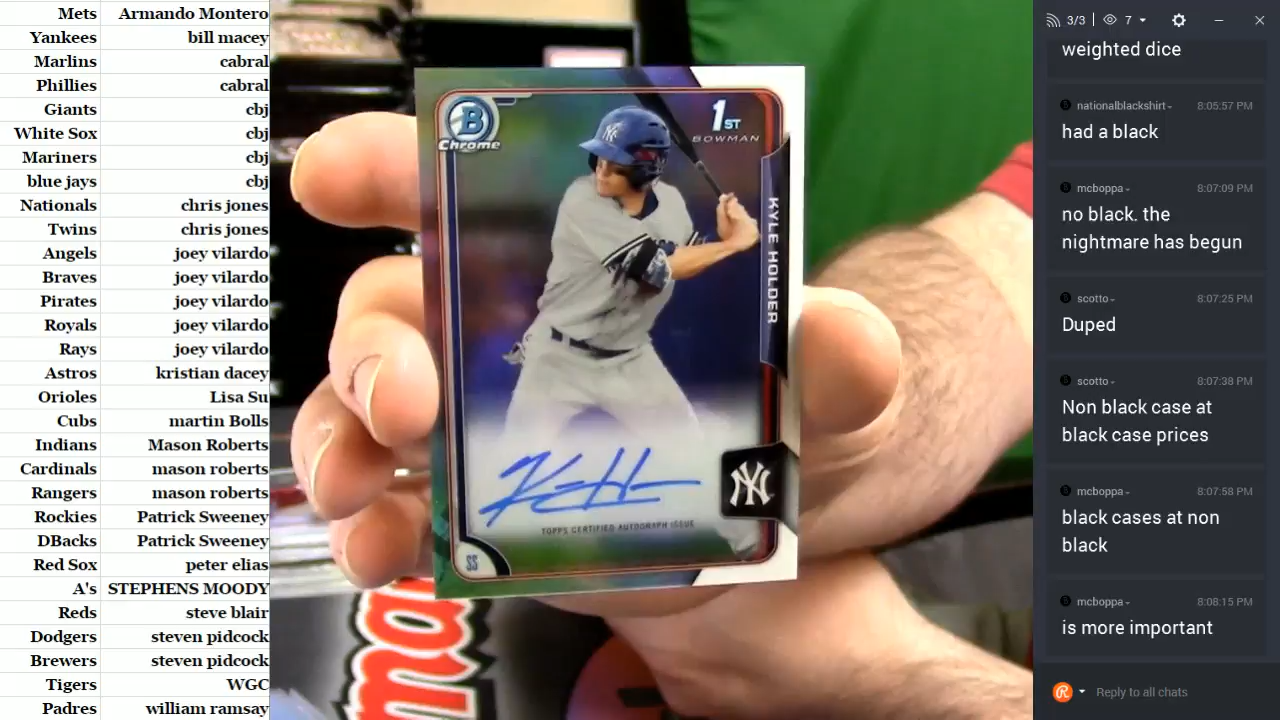 Mets Armando Montero
Yankees bill macey
Marlins cabral
Phillies cabral
Giants cbj
White Sox cbj
Mariners cbj
blue jays cbj
Nationals chris jones
Twins chris jones
Angels joey vilardo
Braves joey vilardo
Pirates joey vilardo
Royals joey vilardo
Rays joey vilardo
Astros kristian dacey
Orioles Lisa Su
Cubs martin Bolls
Indians Mason Roberts
Cardinals mason roberts
Rangers mason roberts
Rockies Patrick Sweeney
DBacks Patrick Sweeney
Red Sox peter elias
A's STEPHENS MOODY
Reds steve blair
Dodgers steven pidcock
Brewers steven pidcock
Tigers WGC
Padres william ramsay
B
Chrome
1ST
BOWMAN
NY
KYLE HOLDER
NY
TOPPS CERTIFIED AUTOGRAPH ISSUE
SS
3/3 7
weighted dice
nationalblackshirt 8:05:57 PM
had a black
mcboppa 8:07:09 PM
no black. the
nightmare has begun
scotto 8:07:25 PM
Duped
scotto 8:07:38 PM
Non black case at
black case prices
mcboppa 8:07:58 PM
black cases at non
black
mcboppa 8:08:15 PM
is more important
Reply to all chats